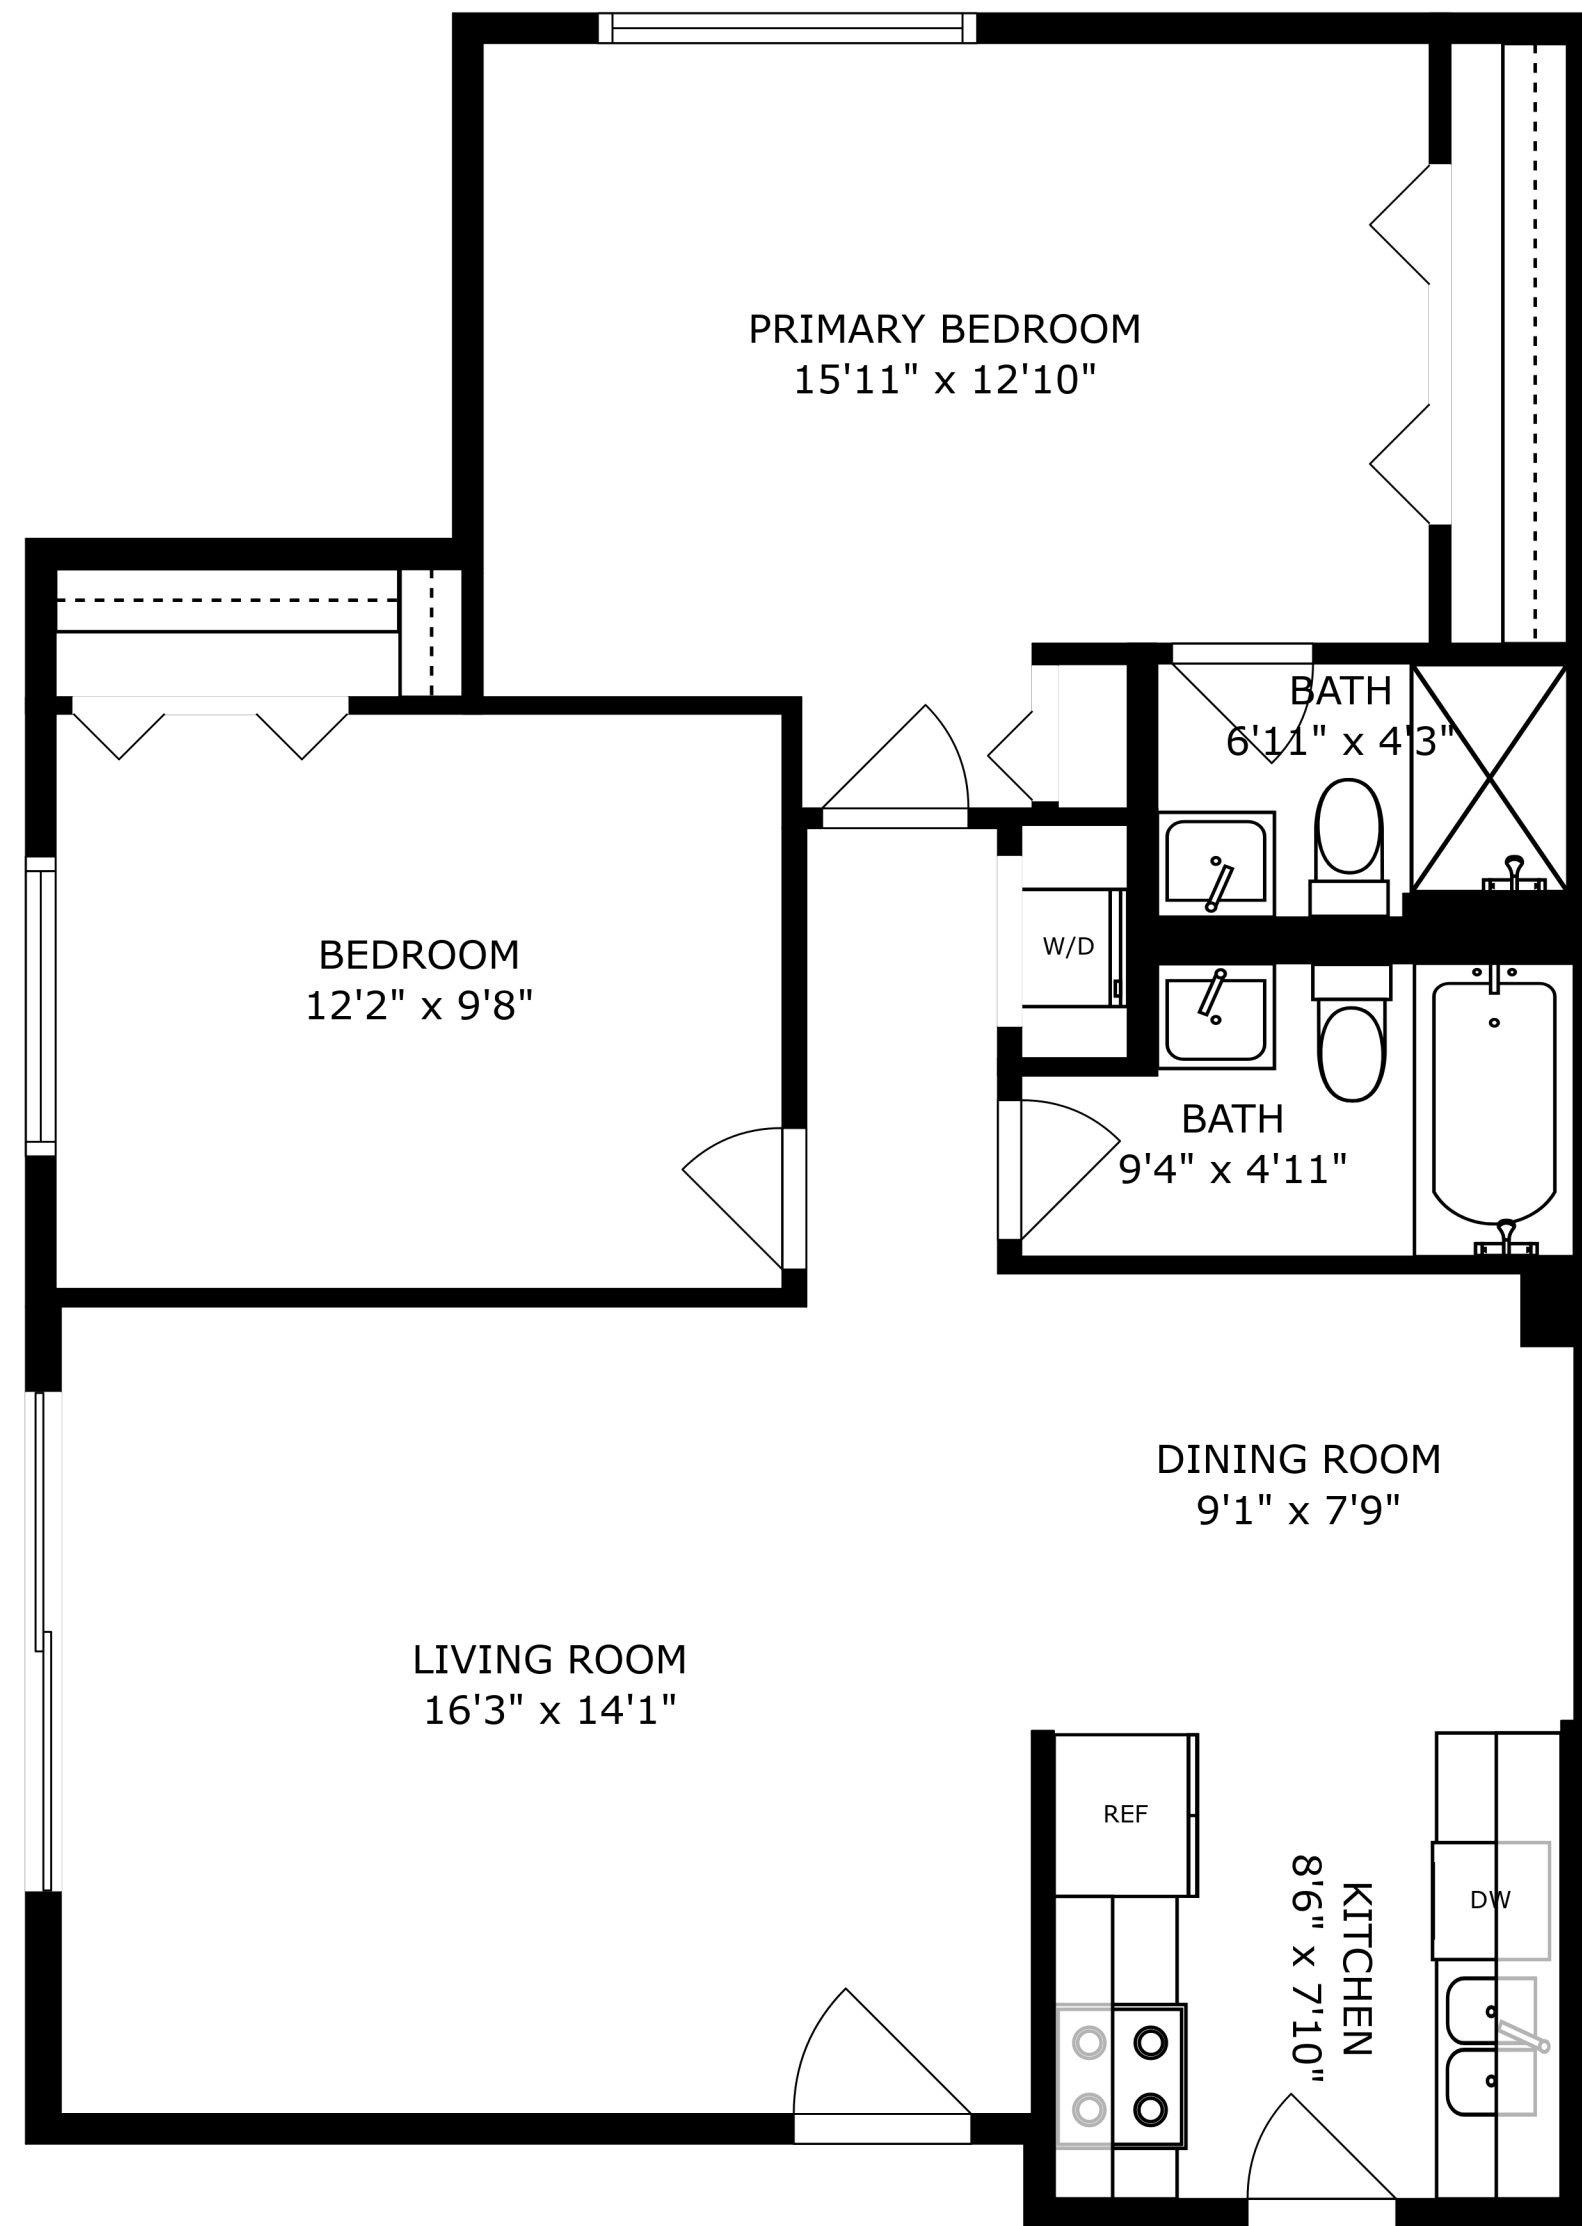 PRIMARY BEDROOM
15'11" x 12'10"
BATH
6'11" x 4'3"
BEDROOM
12'2" x 9'8"
W/D
BATH
9'4" x 4'11"
DINING ROOM
9'1" x 7'9"
LIVING ROOM
16'3" x 14'1"
REF
DW
KITCHEN
8'6" x 7'10"